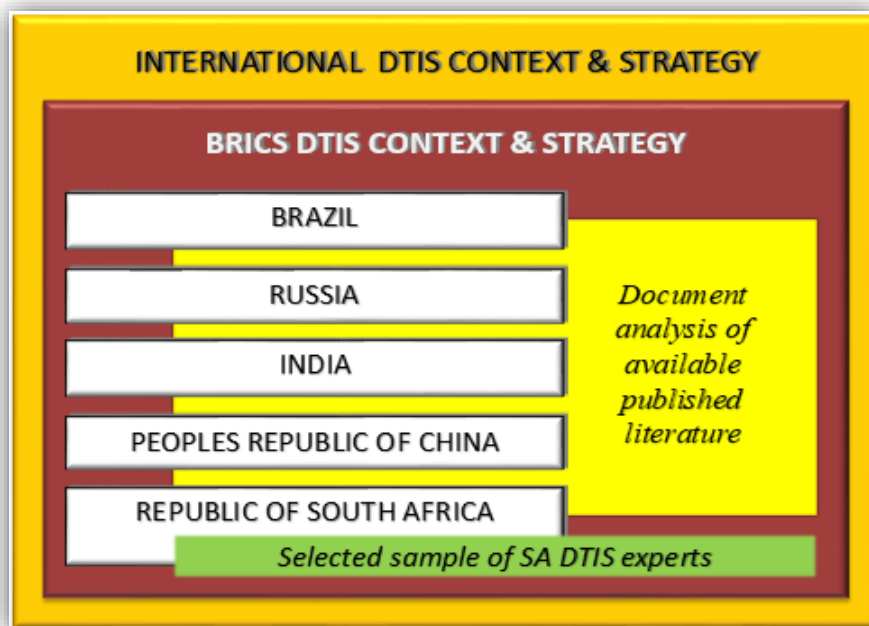 INTERNATIONAL DTIS CONTEXT & STRATEGY
BRICS DTIS CONTEXT & STRATEGY
BRAZIL
RUSSIA
INDIA
PEOPLES REPUBLIC OF CHINA
REPUBLIC OF SOUTH AFRICA
Document
analysis of
available
published
literature
Selected sample of SA DTIS experts